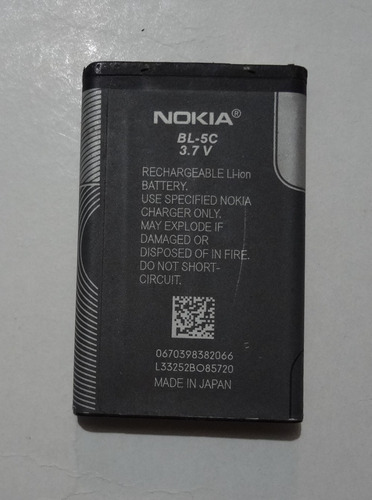 NOKIA®
BL-5C
3.7 V
RECHARGEABLE Li-ion
BATTERY.
USE SPECIFIED NOKIA
CHARGER ONLY.
MAY EXPLODE IF
DAMAGED OR
DISPOSED OF IN FIRE.
DO NOT SHORT-
CIRCUIT.
0670398382066
L33252BO85720
MADE IN JAPAN